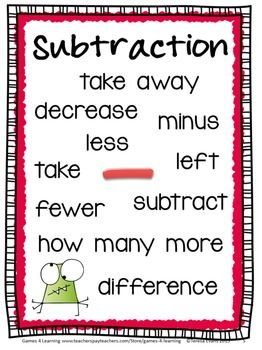 Subtraction
take away
decrease
minus
less
take
left
fewer
subtract
how many more
difference
Games 4 Learning www.teacherspayteachers.com/Store/games-4-learning